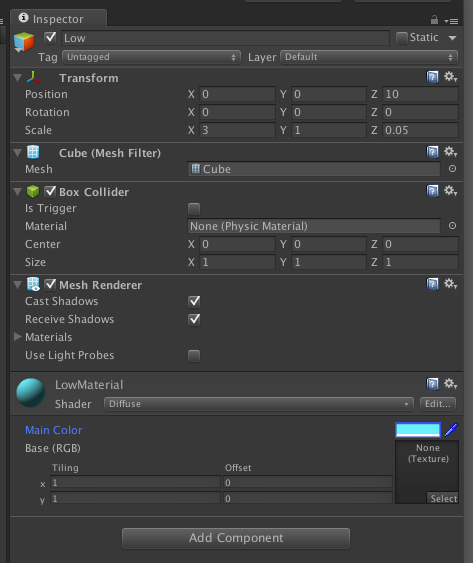 Inspector
Low Static
Tag Untagged Layer Default
Transform
Position X 0 Y 0 Z 10
Rotation X 0 Y 0 Z 0
Scale X 3 Y 1 Z 0.05
Cube (Mesh Filter)
Mesh Cube
Box Collider
Is Trigger
Material None (Physic Material)
Center X 0 Y 0 Z 0
Size X 1 Y 1 Z 1
Mesh Renderer
Cast Shadows
Receive Shadows
Materials
Use Light Probes
LowMaterial
Shader Diffuse Edit...
Main Color
Base (RGB) None
(Texture)
Tiling Offset
x 1 0
y 1 0 Select
Add Component